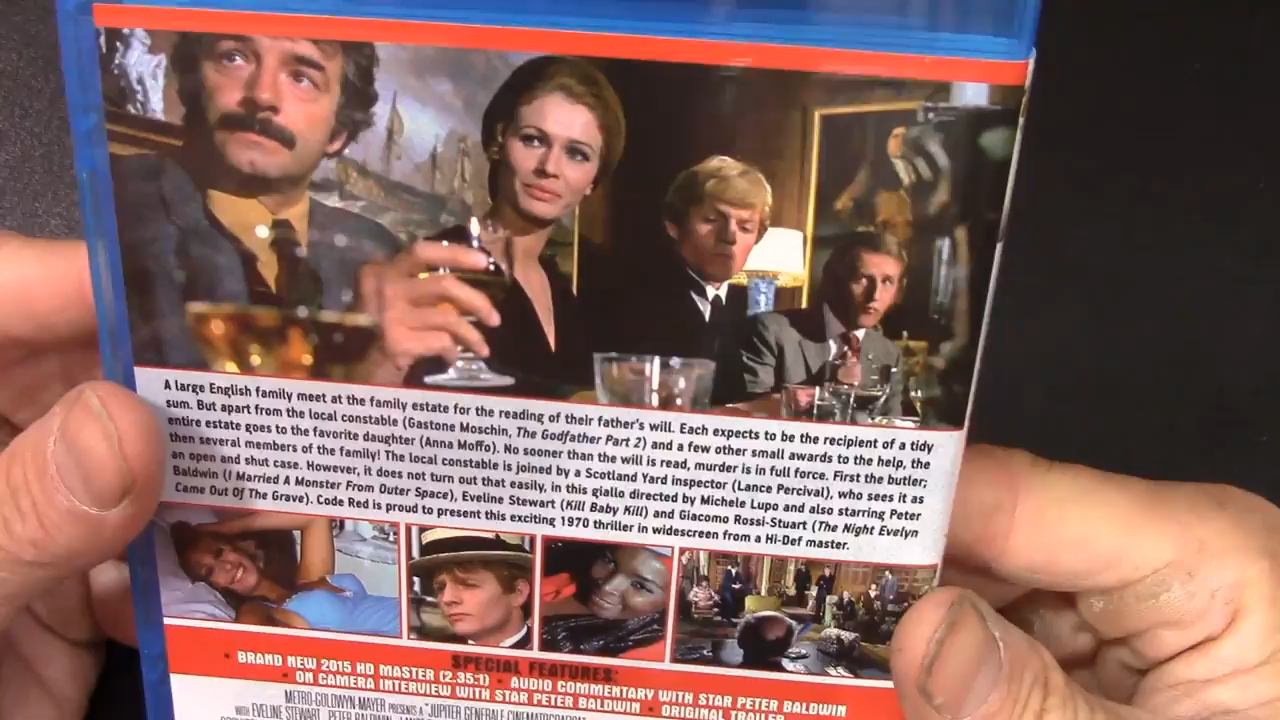 A large English family meet at the family estate for the reading of their father's will. Each expects to be the recipient of a tidy
sum. But apart from the local constable (Gastone Moschin, The Godfather Part 2) and a few other small awards to the help, the
entire estate goes to the favorite daughter (Anna Moffo). No sooner than the will is read, murder is in full force. First the butler;
then several members of the family! The local constable is joined by a Scotland Yard inspector (Lance Percival), who sees it as
an open and shut case. However, it does not turn out that easily, in this giallo directed by Michele Lupo and also starring Peter
Baldwin (I Married A Monster From Outer Space), Eveline Stewart (Kill Baby Kill) and Giacomo Rossi-Stuart (The Night Evelyn
Came Out Of The Grave). Code Red is proud to present this exciting 1970 thriller in widescreen from a Hi-Def master.
SPECIAL FEATURES:
• BRAND NEW 2015 HD MASTER (2.35:1) • AUDIO COMMENTARY WITH STAR PETER BALDWIN
• ON CAMERA INTERVIEW WITH STAR PETER BALDWIN • ORIGINAL TRAILER
METRO-GOLDWYN-MAYER PRESENTS A "JUPITER GENERALE CINEMATOGRAFICA"
WITH EVELINE STEWART PETER BALDWIN